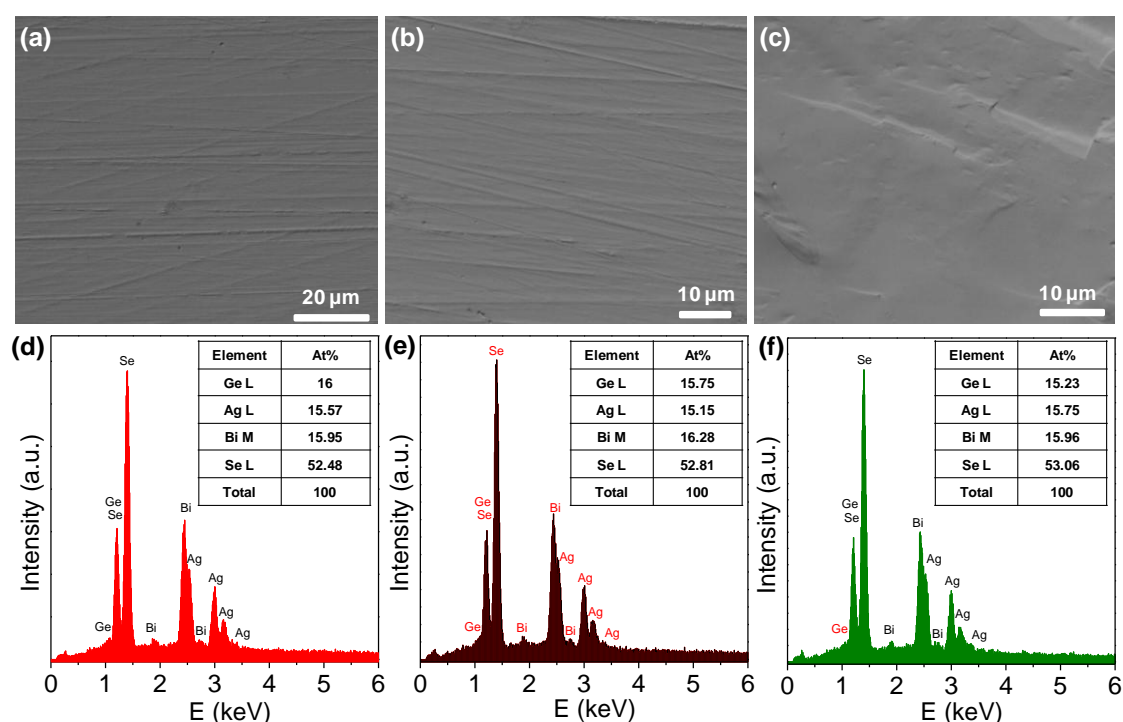 (a)
20 μm
(b)
10 μm
(c)
10 μm
(d)
Element At%
Ge L 16
Ag L 15.57
Bi M 15.95
Se L 52.48
Total 100
Se
Ge
Se
Bi
Ag
Ag
Ag
Ge
Bi
Bi
Ag
Intensity (a.u.)
0 1 2 3 4 5 6
E (keV)
(e)
Element At%
Ge L 15.75
Ag L 15.15
Bi M 16.28
Se L 52.81
Total 100
Se
Ge
Se
Bi
Ag
Ag
Ag
Ge
Bi
Bi
Ag
Intensity (a.u.)
0 1 2 3 4 5 6
E (keV)
(f)
Element At%
Ge L 15.23
Ag L 15.75
Bi M 15.96
Se L 53.06
Total 100
Se
Ge
Se
Bi
Ag
Ag
Ag
Ge
Bi
Bi
Ag
Intensity (a.u.)
0 1 2 3 4 5 6
E (keV)